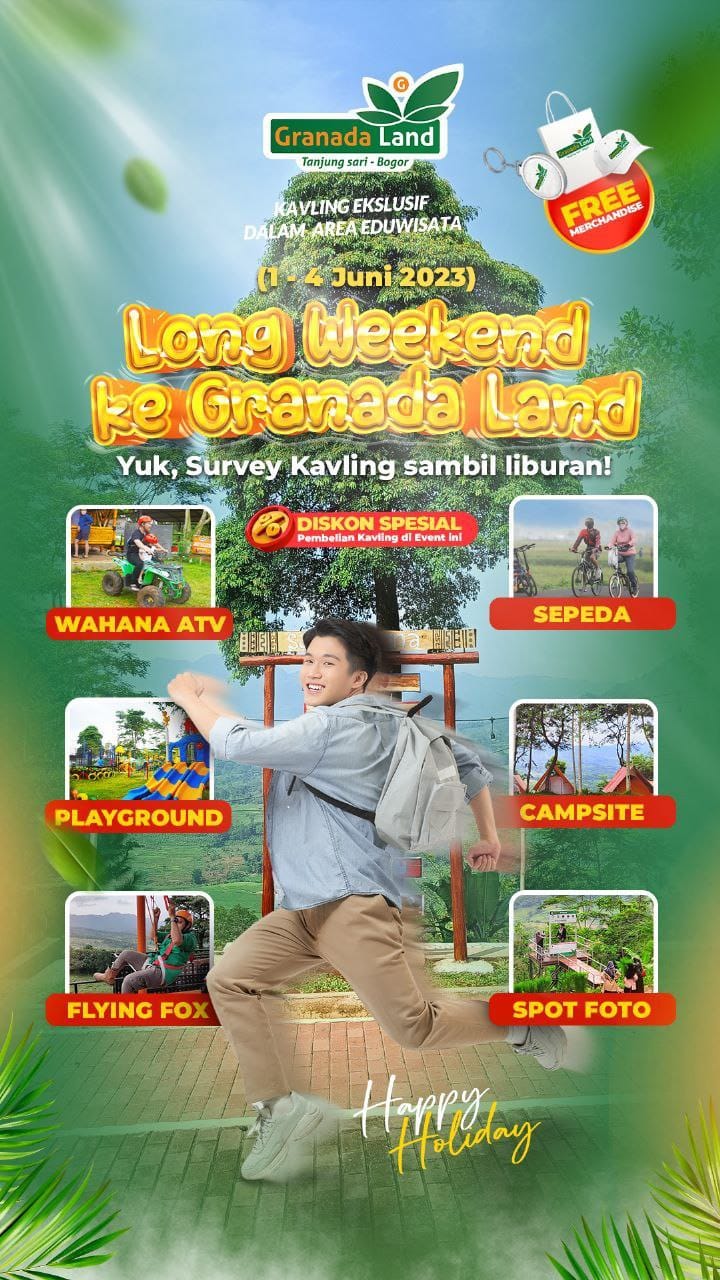 G
Granada Land
Tanjung sari - Bogor
KAVLING EKSLUSIF
DALAM AREA EDUWISATA
FREE
MERCHANDISE
(1 - 4 Juni 2023)
Long Weekend
ke Granada Land
Yuk, Survey Kavling sambil liburan!
DISKON SPESIAL
Pembelian Kavling di Event ini
WAHANA ATV
SEPEDA
PLAYGROUND
CAMPSITE
FLYING FOX
SPOT FOTO
Happy
Holiday